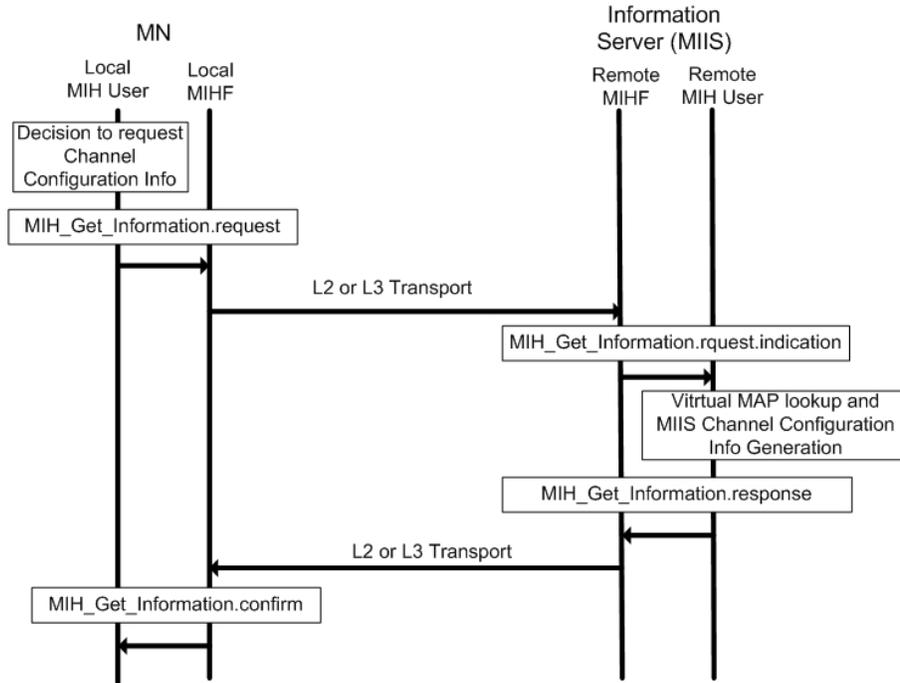 MN
Information
Server (MIIS)
Local
MIH User
Local
MIHF
Remote
MIHF
Remote
MIH User
Decision to request
Channel
Configuration Info
MIH_Get_Information.request
L2 or L3 Transport
MIH_Get_Information.rquest.indication
Vitrtual MAP lookup and
MIIS Channel Configuration
Info Generation
MIH_Get_Information.response
L2 or L3 Transport
MIH_Get_Information.confirm